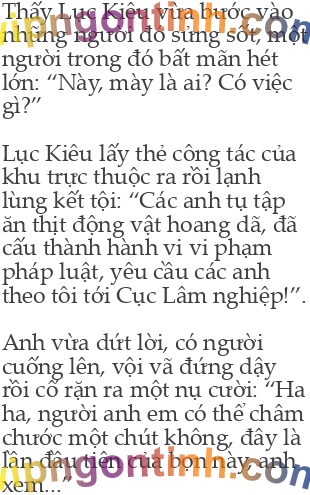 Thấy Lục Kiêu vừa bước vào
những người đó sửng sốt, một
người trong đó bất mãn hét
lớn: “Này, mày là ai? Có việc
gì?”
Lục Kiêu lấy thẻ công tác của
khu trực thuộc ra rồi lạnh
lùng kết tội: “Các anh tụ tập
ăn thịt động vật hoang dã, đã
cấu thành hành vi vi phạm
pháp luật, yêu cầu các anh
theo tôi tới Cục Lâm nghiệp!”.
Anh vừa dứt lời, có người
cuống lên, vội vã đứng dậy
rồi cố rặn ra một nụ cười: “Ha
ha, người anh em có thể châm
chước một chút không, đây là
lần đầu tiên của bọn này, anh
xem...”